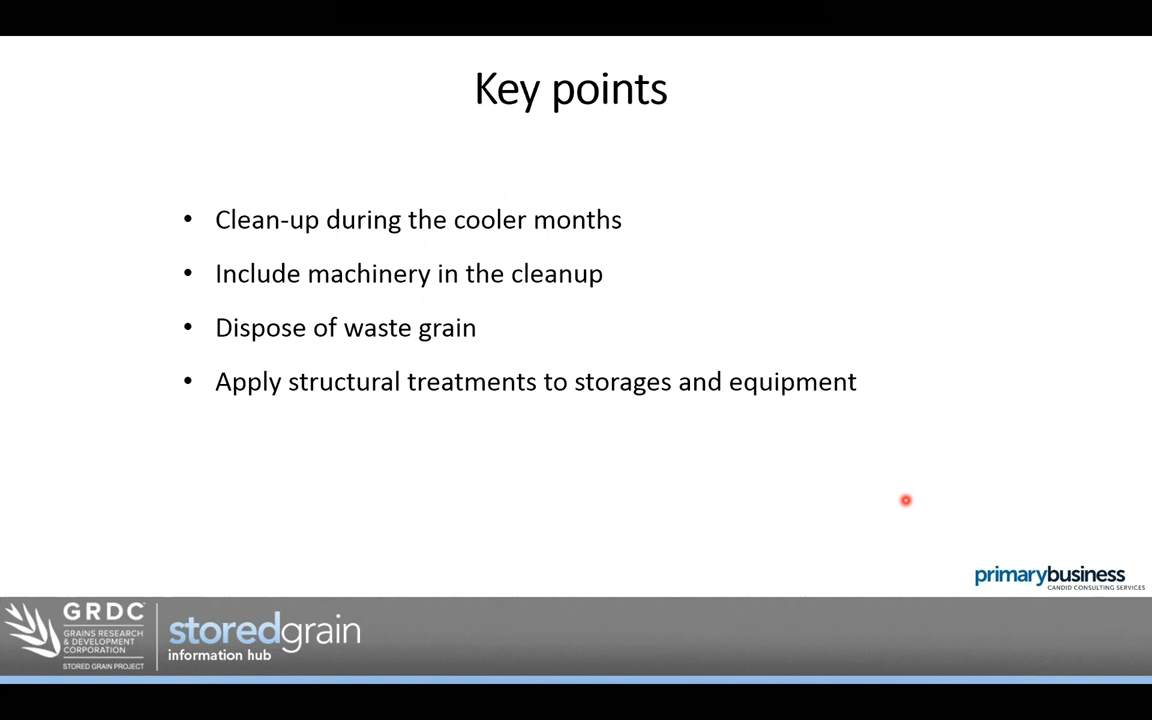 Key points
• Clean-up during the cooler months
• Include machinery in the cleanup
• Dispose of waste grain
• Apply structural treatments to storages and equipment
primarybusiness
CANDID CONSULTING SERVICES
GRDC
GRAINS RESEARCH
& DEVELOPMENT
CORPORATION
STORED GRAIN PROJECT
storedgrain
information hub